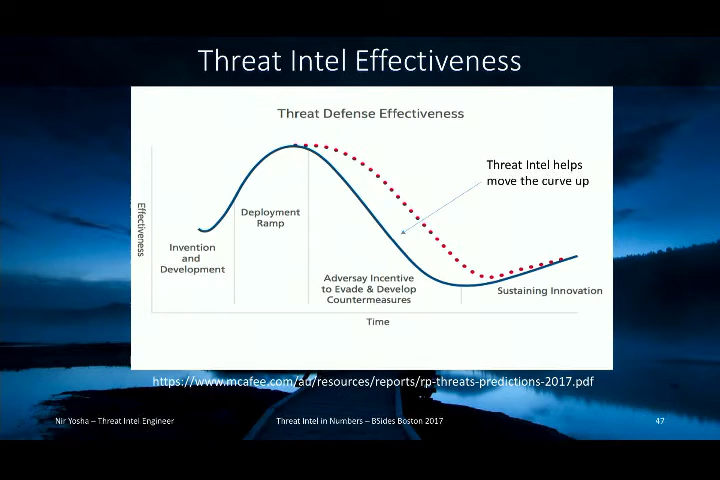 Threat Intel Effectiveness
Threat Defense Effectiveness
Threat Intel helps
move the curve up
Effectiveness
Deployment
Ramp
Invention
and
Development
Adversay Incentive
to Evade & Develop
Countermeasures
Sustaining Innovation
Time
https://www.mcafee.com/ad/resources/reports/rp-threats-predictions-2017.pdf
Nir Yosha – Threat Intel Engineer
Threat Intel in Numbers – BSides Boston 2017
47